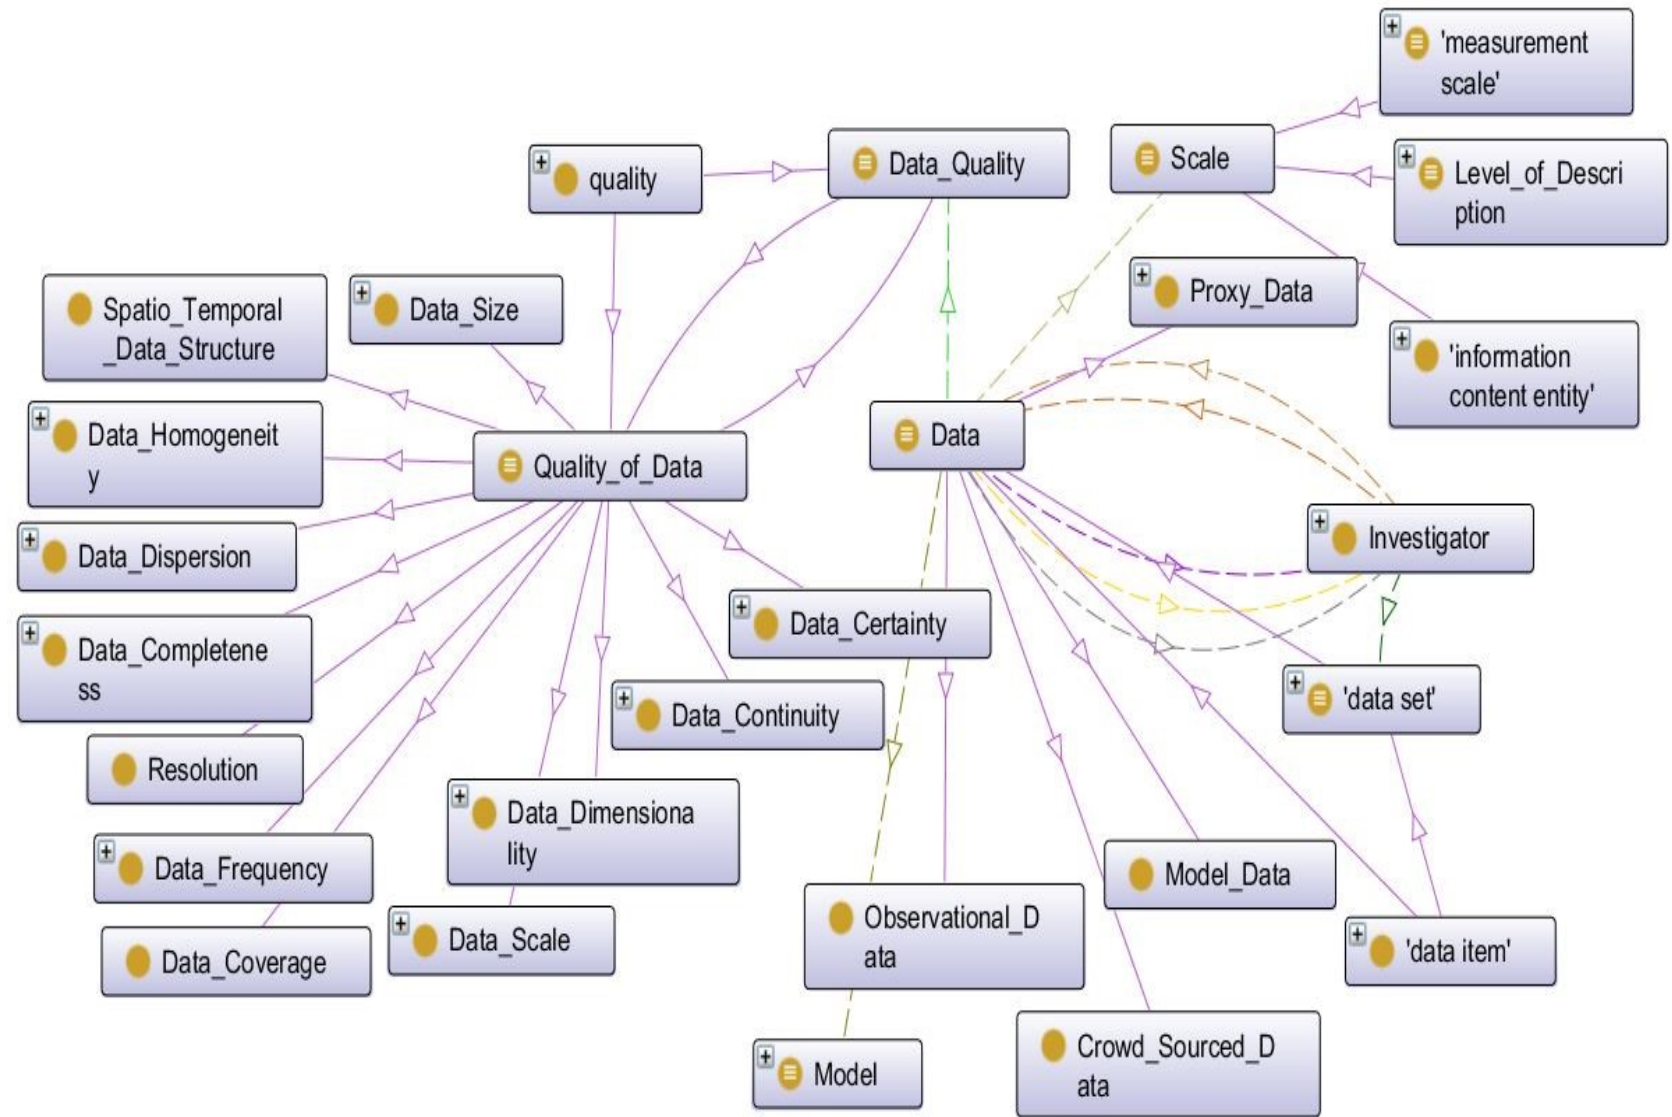 'measurement
scale'
Data_Quality
Scale
quality
Level_of_Descri
ption
Proxy_Data
Spatio_Temporal
_Data_Structure
Data_Size
'information
content entity'
Data_Homogeneit
y
Data
Quality_of_Data
Investigator
Data_Dispersion
Data_Certainty
Data_Completene
ss
'data set'
Data_Continuity
Resolution
Data_Dimensiona
lity
Data_Frequency
Model_Data
Observational_D
ata
Data_Scale
'data item'
Data_Coverage
Crowd_Sourced_D
ata
Model